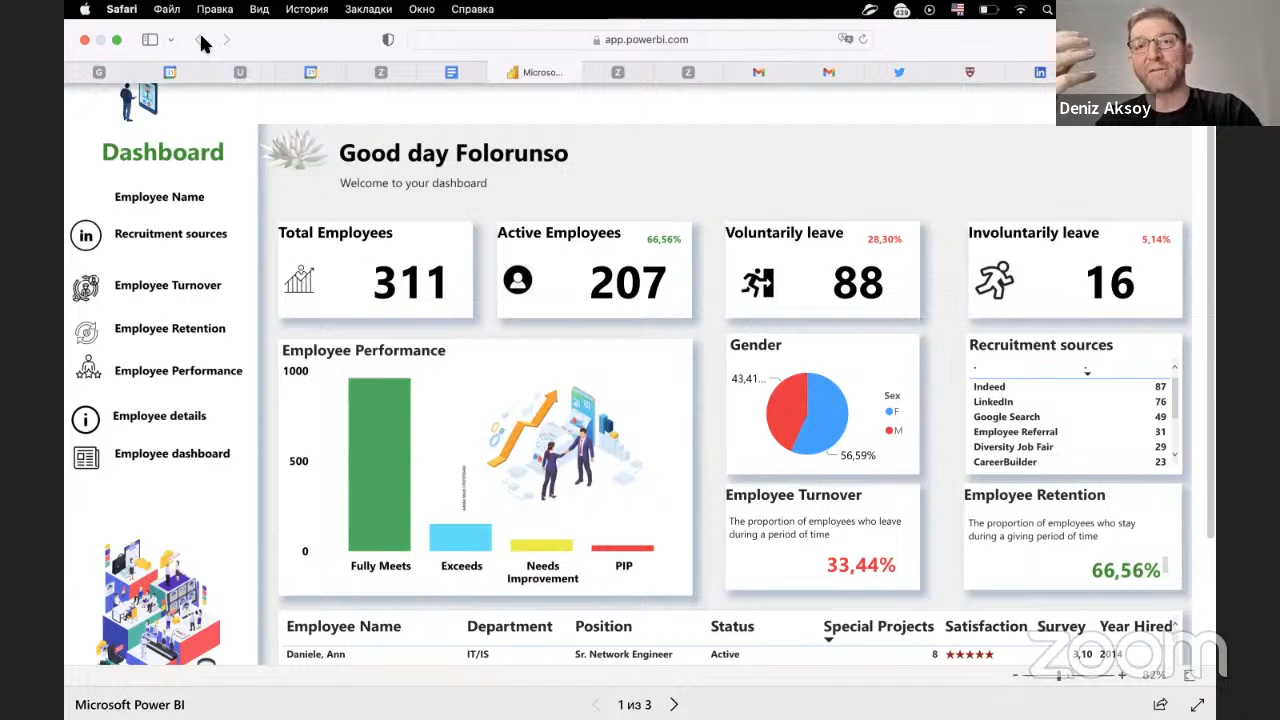 Safari Файл Правка Вид История Закладки Окно Справка
439
app.powerbi.com
G 31 U 31 Z Microso... Z Z
Deniz Aksoy
Dashboard
Employee Name
in Recruitment sources
Employee Turnover
Employee Retention
Employee Performance
Employee details
Employee dashboard
Good day Folorunso
Welcome to your dashboard
Total Employees
311
Active Employees 66,56%
207
Voluntarily leave 28,30%
88
Involuntarily leave 5,14%
16
Employee Performance
1000
500
0
Fully Meets Exceeds Needs Improvement PIP
Gender
43,41...
56,59%
Sex
F
M
Recruitment sources
Indeed 87
LinkedIn 76
Google Search 49
Employee Referral 31
Diversity Job Fair 29
CareerBuilder 23
Employee Turnover
The proportion of employees who leave
during a period of time
33,44%
Employee Retention
The proportion of employees who stay
during a giving period of time
66,56%
Employee Name Department Position Status Special Projects Satisfaction Survey Year Hired
Daniele, Ann IT/IS Sr. Network Engineer Active 8 ★★★★★ 3,10 2014
zoom
82%
Microsoft Power BI
1 из 3